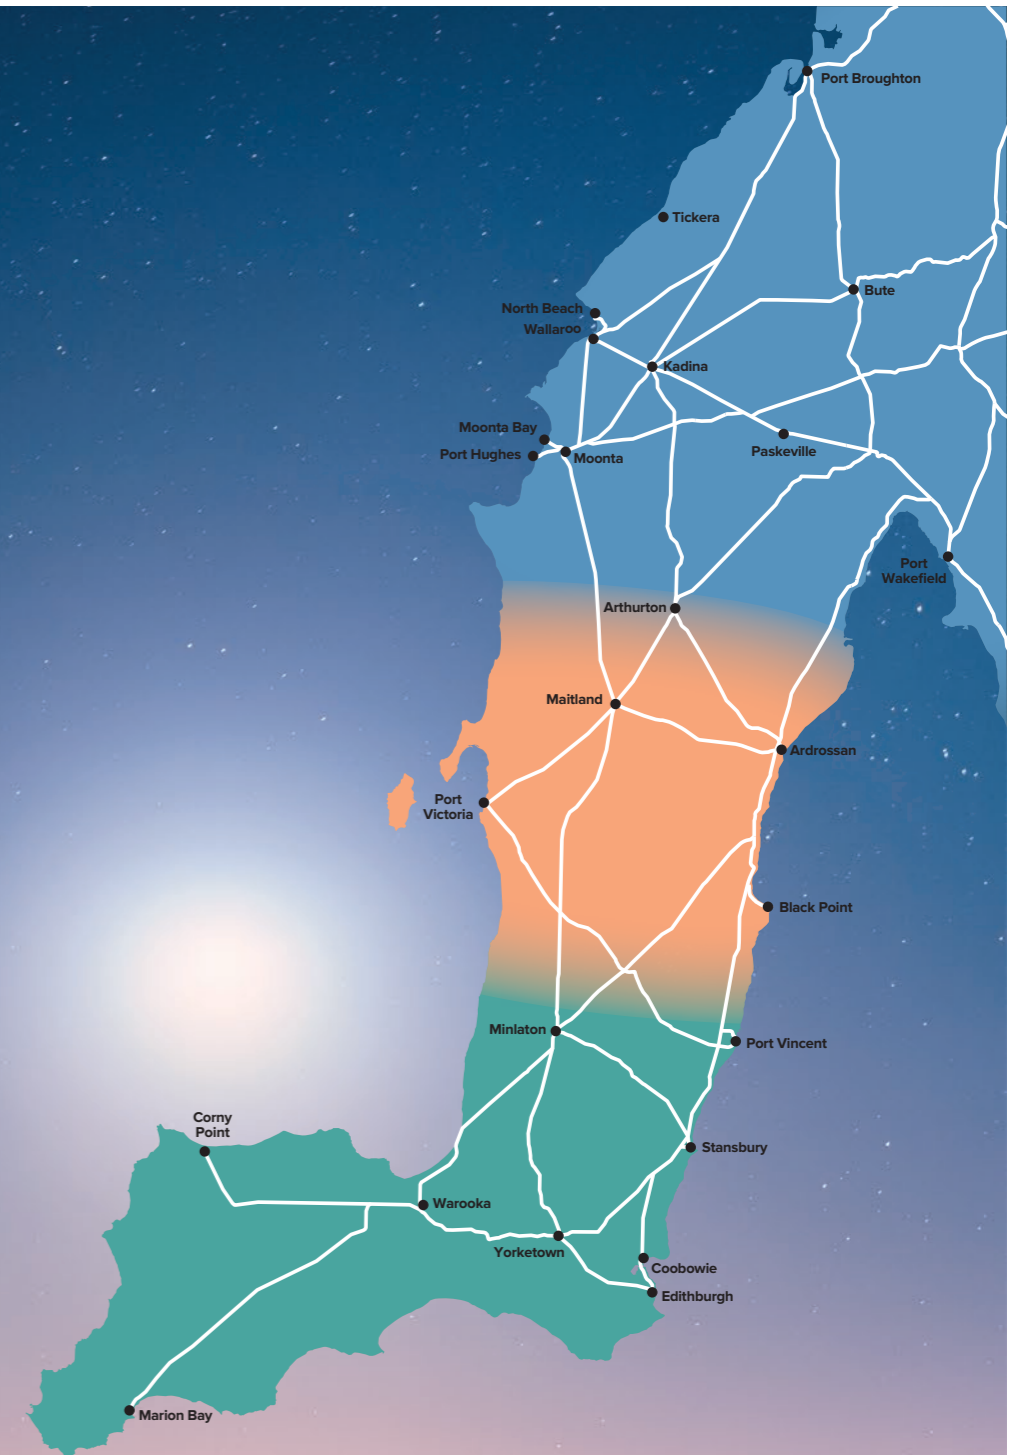 Port Broughton
Tickera
Bute
North Beach
Wallaroo
Kadina
Moonta Bay
Port Hughes
Moonta
Paskeville
Port
Wakefield
Arthurton
Maitland
Ardrossan
Port
Victoria
Black Point
Minlaton
Port Vincent
Corny
Point
Stansbury
Warooka
Yorketown
Coobowie
Edithburgh
Marion Bay